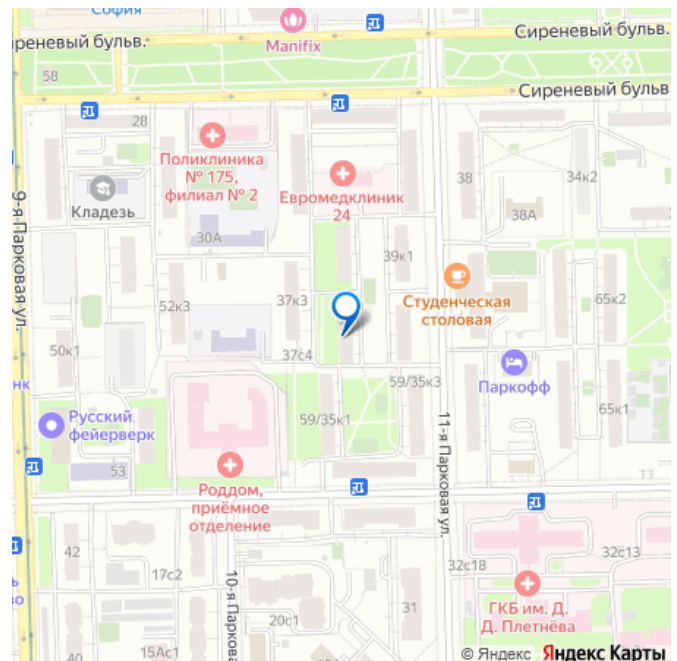 София
Manifix
иреневый бульв.
Сиреневый бульв.
58
Сиреневый бульв
28
Поликлиника
№ 175,
филиал № 2
Евромедклиник
24
38
34к2
Кладезь
38А
9-я Парковая ул.
30А
39к1
Студенческая
столовая
52к3
37к3
65к2
50к1
37с4
59/35к3
Паркофф
нк
Русский
фейерверк
59/35к1
65к1
11-я Парковая ул.
53
Роддом,
приёмное
отделение
42
32с13
17с2
10-я Парковая
32с18
ГКБ им. Д.
Д. Плетнёва
ь
во
20с1
31
40
15Ас1
© Яндекс Яндекс Карты